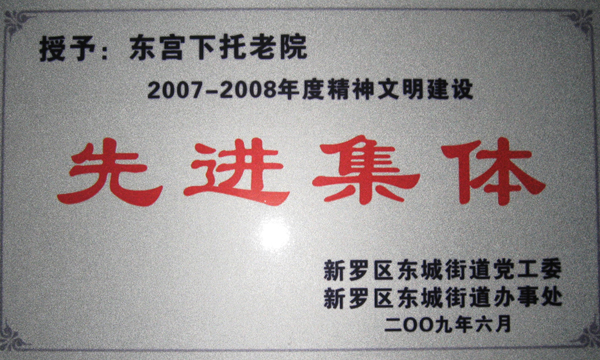 授予：东宫下托老院
2007-2008年度精神文明建设
先进集体
新罗区东城街道党工委
新罗区东城街道办事处
二OO九年六月